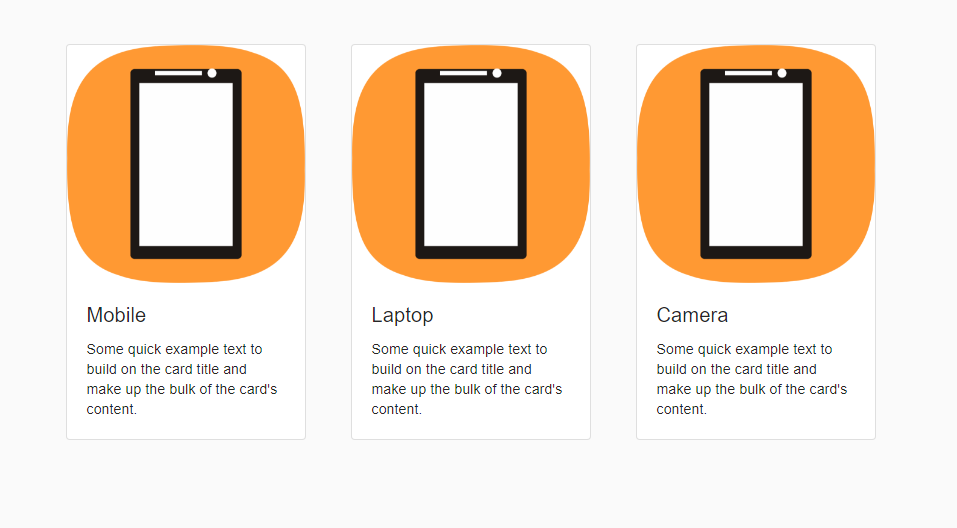 Mobile
Some quick example text to
build on the card title and
make up the bulk of the card's
content.
Laptop
Some quick example text to
build on the card title and
make up the bulk of the card's
content.
Camera
Some quick example text to
build on the card title and
make up the bulk of the card's
content.